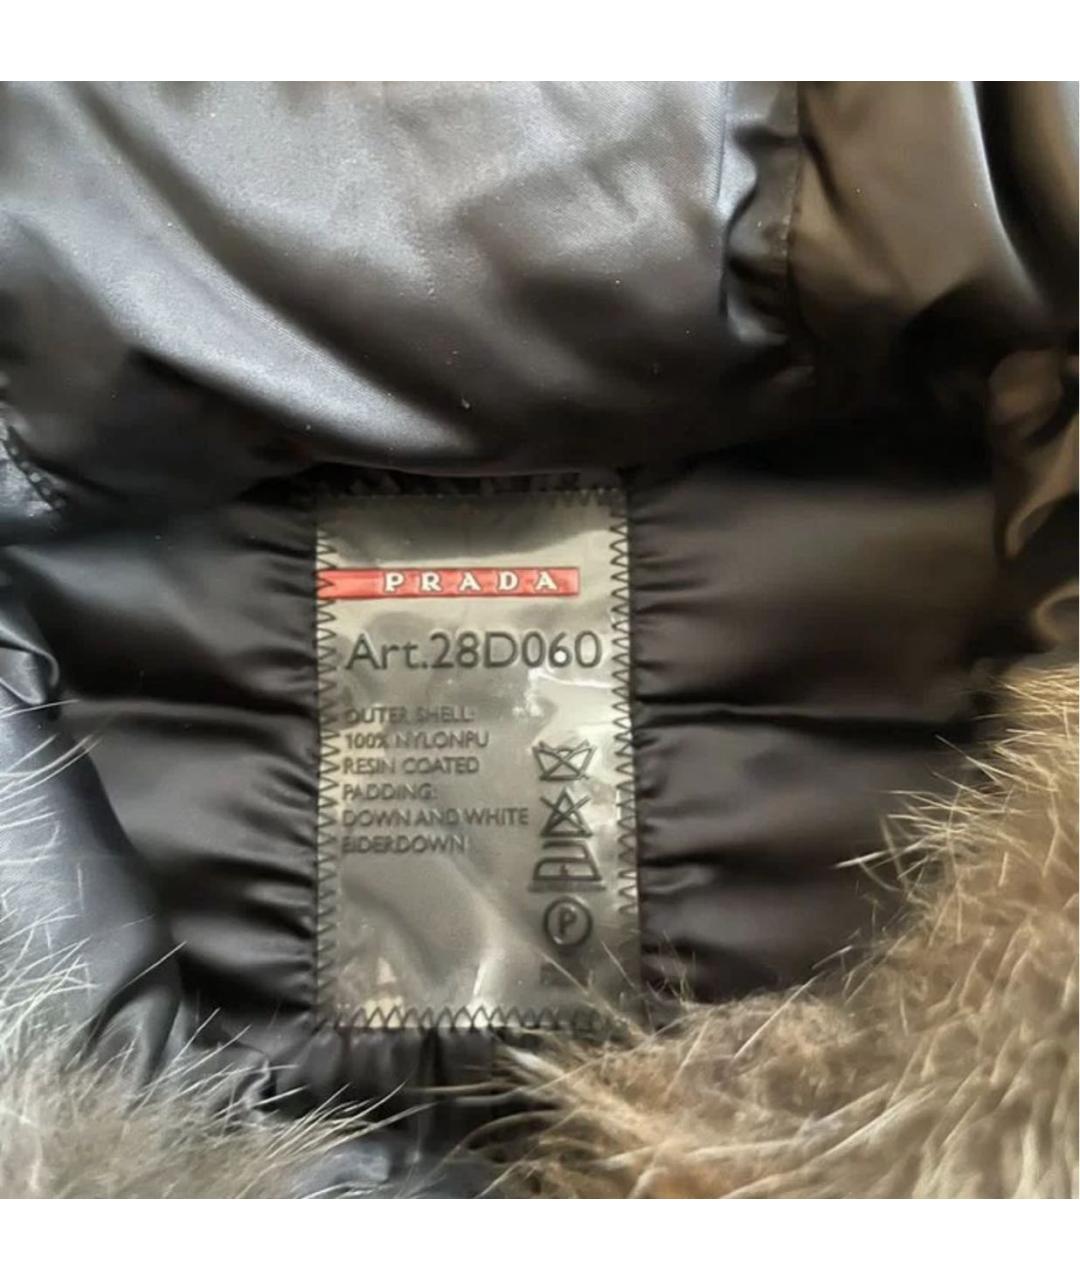 PRADA
Art.28D060
OUTER SHELL:
100% NYLONPU
RESIN COATED
PADDING:
DOWN AND WHITE
EIDERDOWN
P